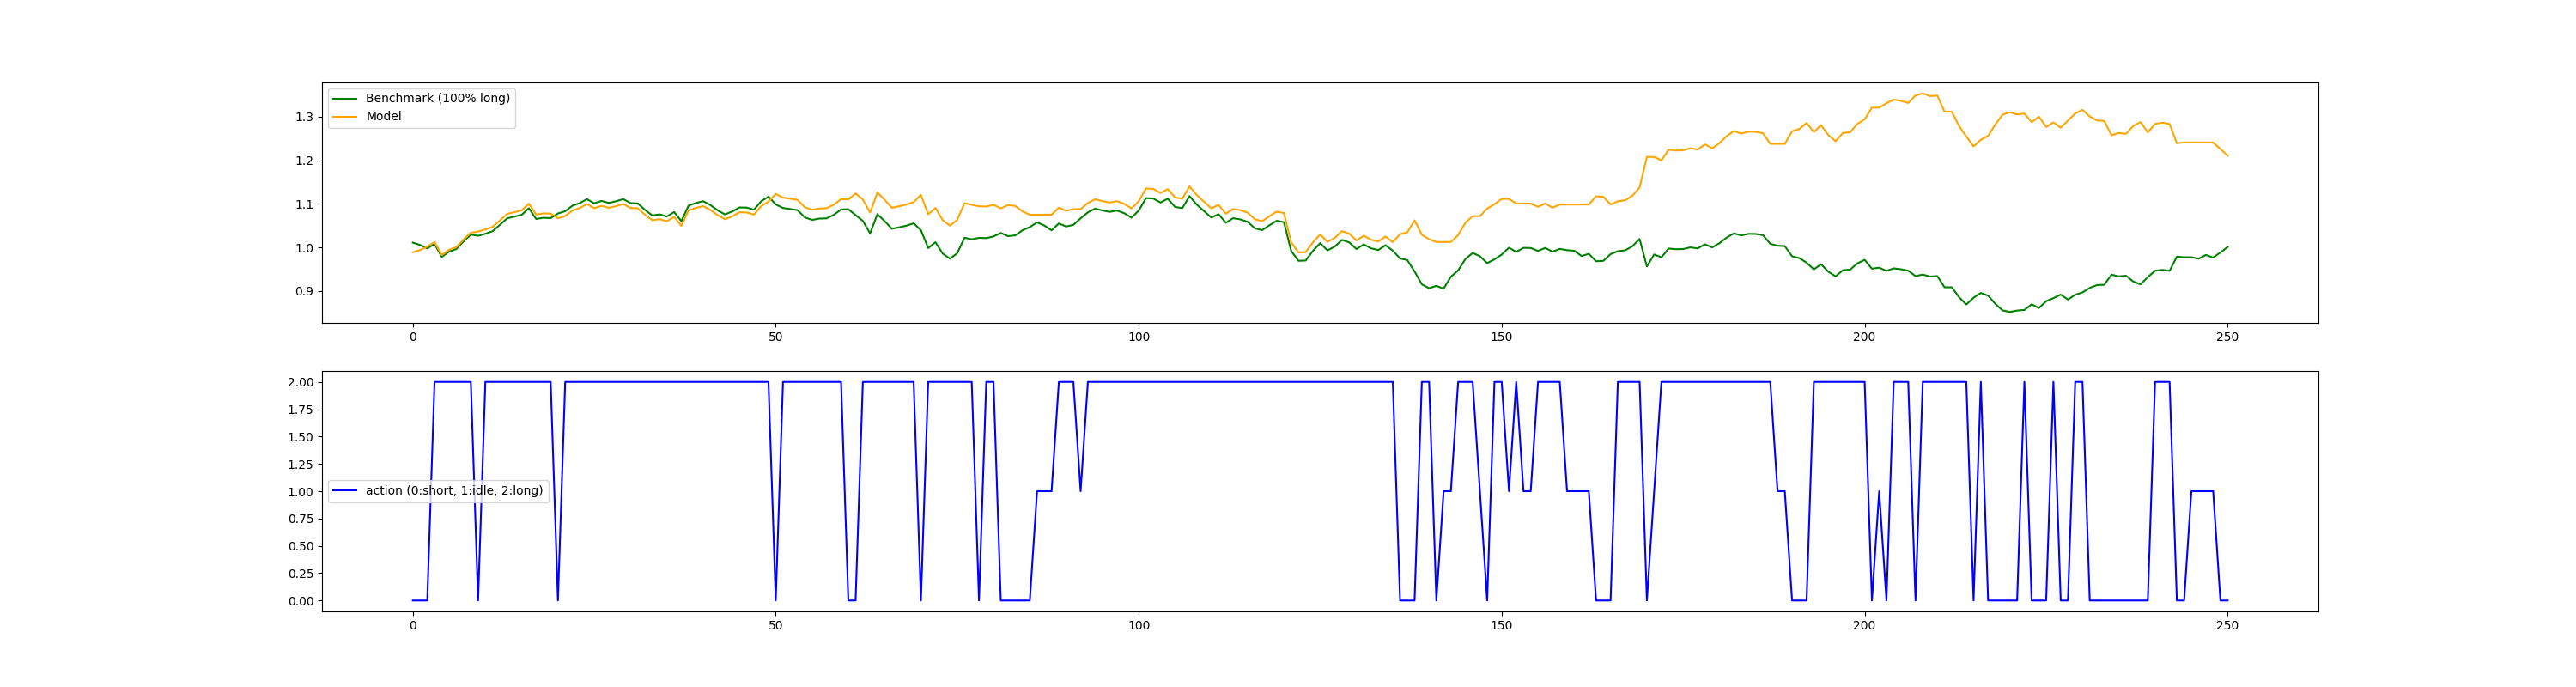 Benchmark (100% long)
Model
1.3
1.2
1.1
1.0
0.9
0 50 100 150 200 250
2.00
1.75
1.50
1.25
1.00
0.75
0.50
0.25
0.00
action (0:short, 1:idle, 2:long)
0 50 100 150 200 250